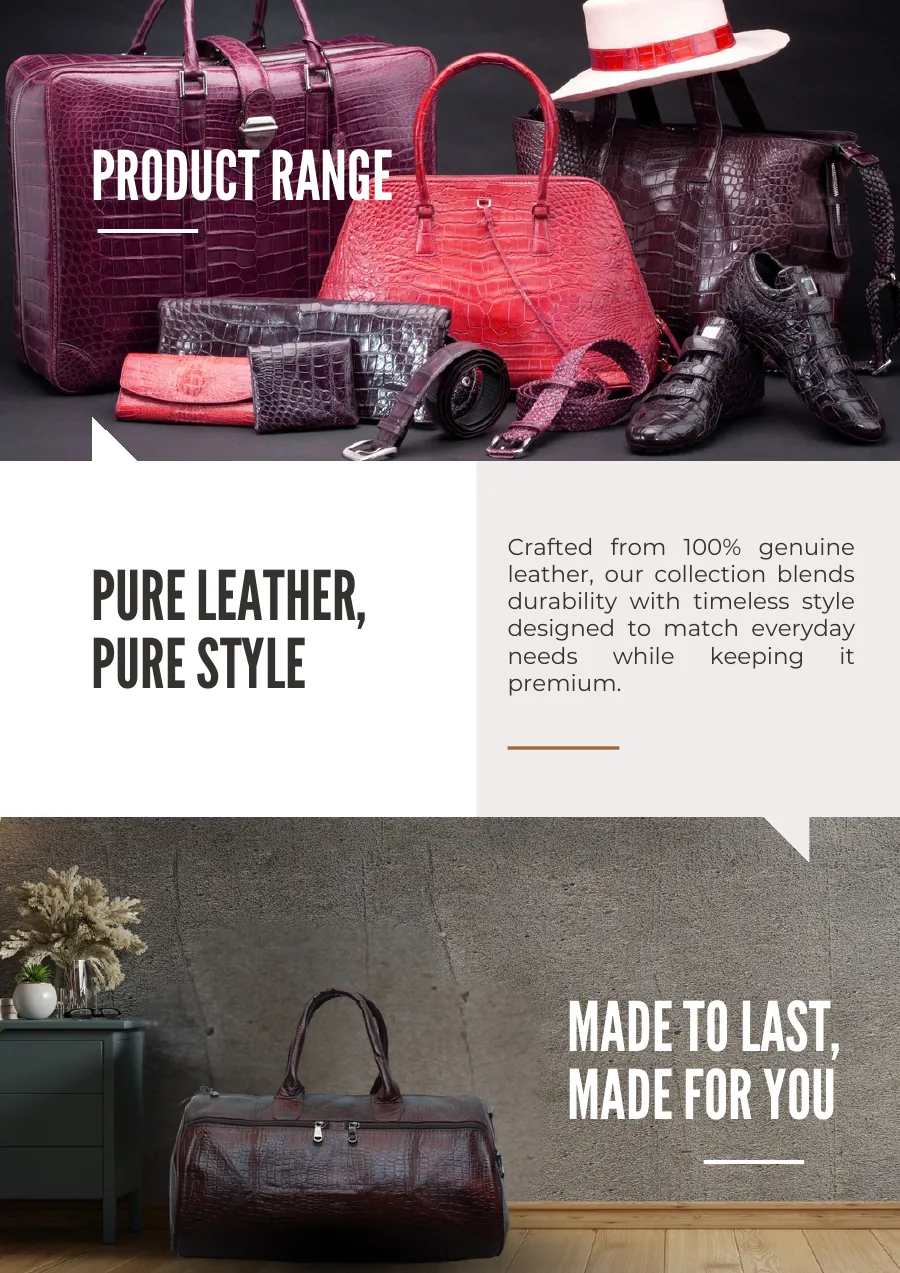 PRODUCT RANGE
PURE LEATHER,
PURE STYLE
Crafted from 100% genuine
leather, our collection blends
durability with timeless style
designed to match everyday
needs while keeping it
premium.
MADE TO LAST,
MADE FOR YOU